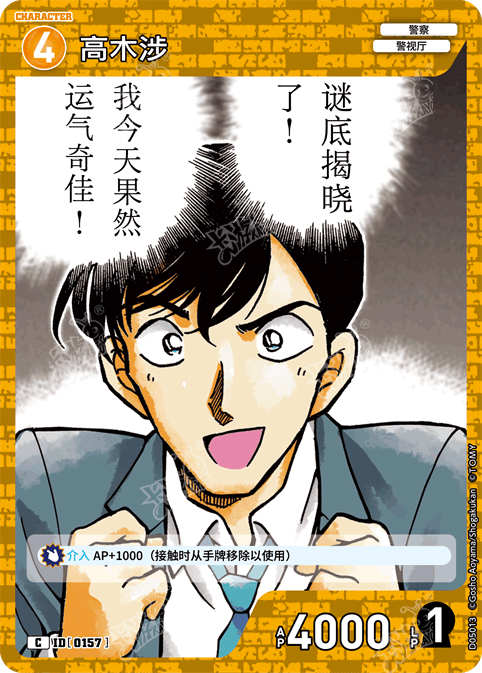 CHARACTER
4
高木涉
警察
警视厅
谜底揭晓
了！
我今天果然
运气奇佳！
介入 AP+1000（接触时从手牌移除以使用）
C ID[0157]
AP 4000
LP 1
D05013 ©Gosho Aoyama/Shogakukan ©TOMY